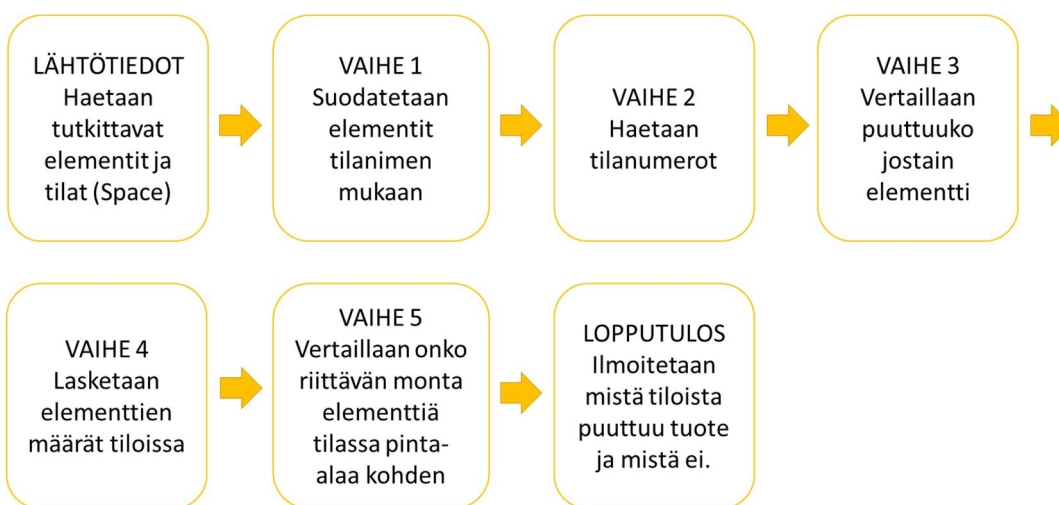 LÄHTÖTIEDOT
Haetaan
tutkittavat
elementit ja
tilat (Space)
VAIHE 1
Suodatetaan
elementit
tilanimen
mukaan
VAIHE 2
Haetaan
tilanumerot
VAIHE 3
Vertaillaan
puuttuuko
jostain
elementti
VAIHE 4
Lasketaan
elementtien
määrät tiloissa
VAIHE 5
Vertaillaan onko
riittävän monta
elementtiä
tilassa pinta-
alaa kohden
LOPPUTULOS
Ilmoitetaan
mistä tiloista
puuttuu tuote
ja mistä ei.